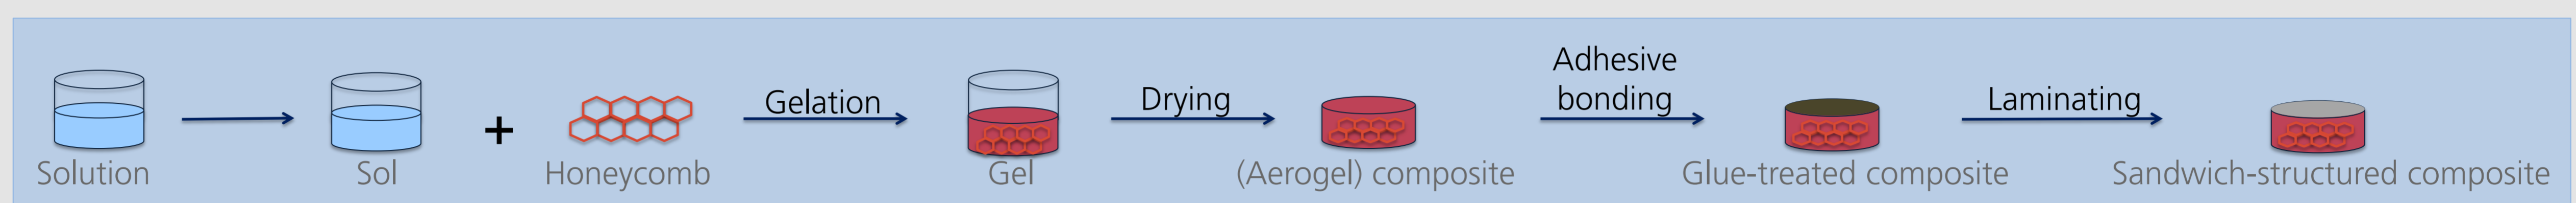 Solution
Sol
+
Honeycomb
Gelation
Gel
Drying
(Aerogel) composite
Adhesive
bonding
Glue-treated composite
Laminating
Sandwich-structured composite